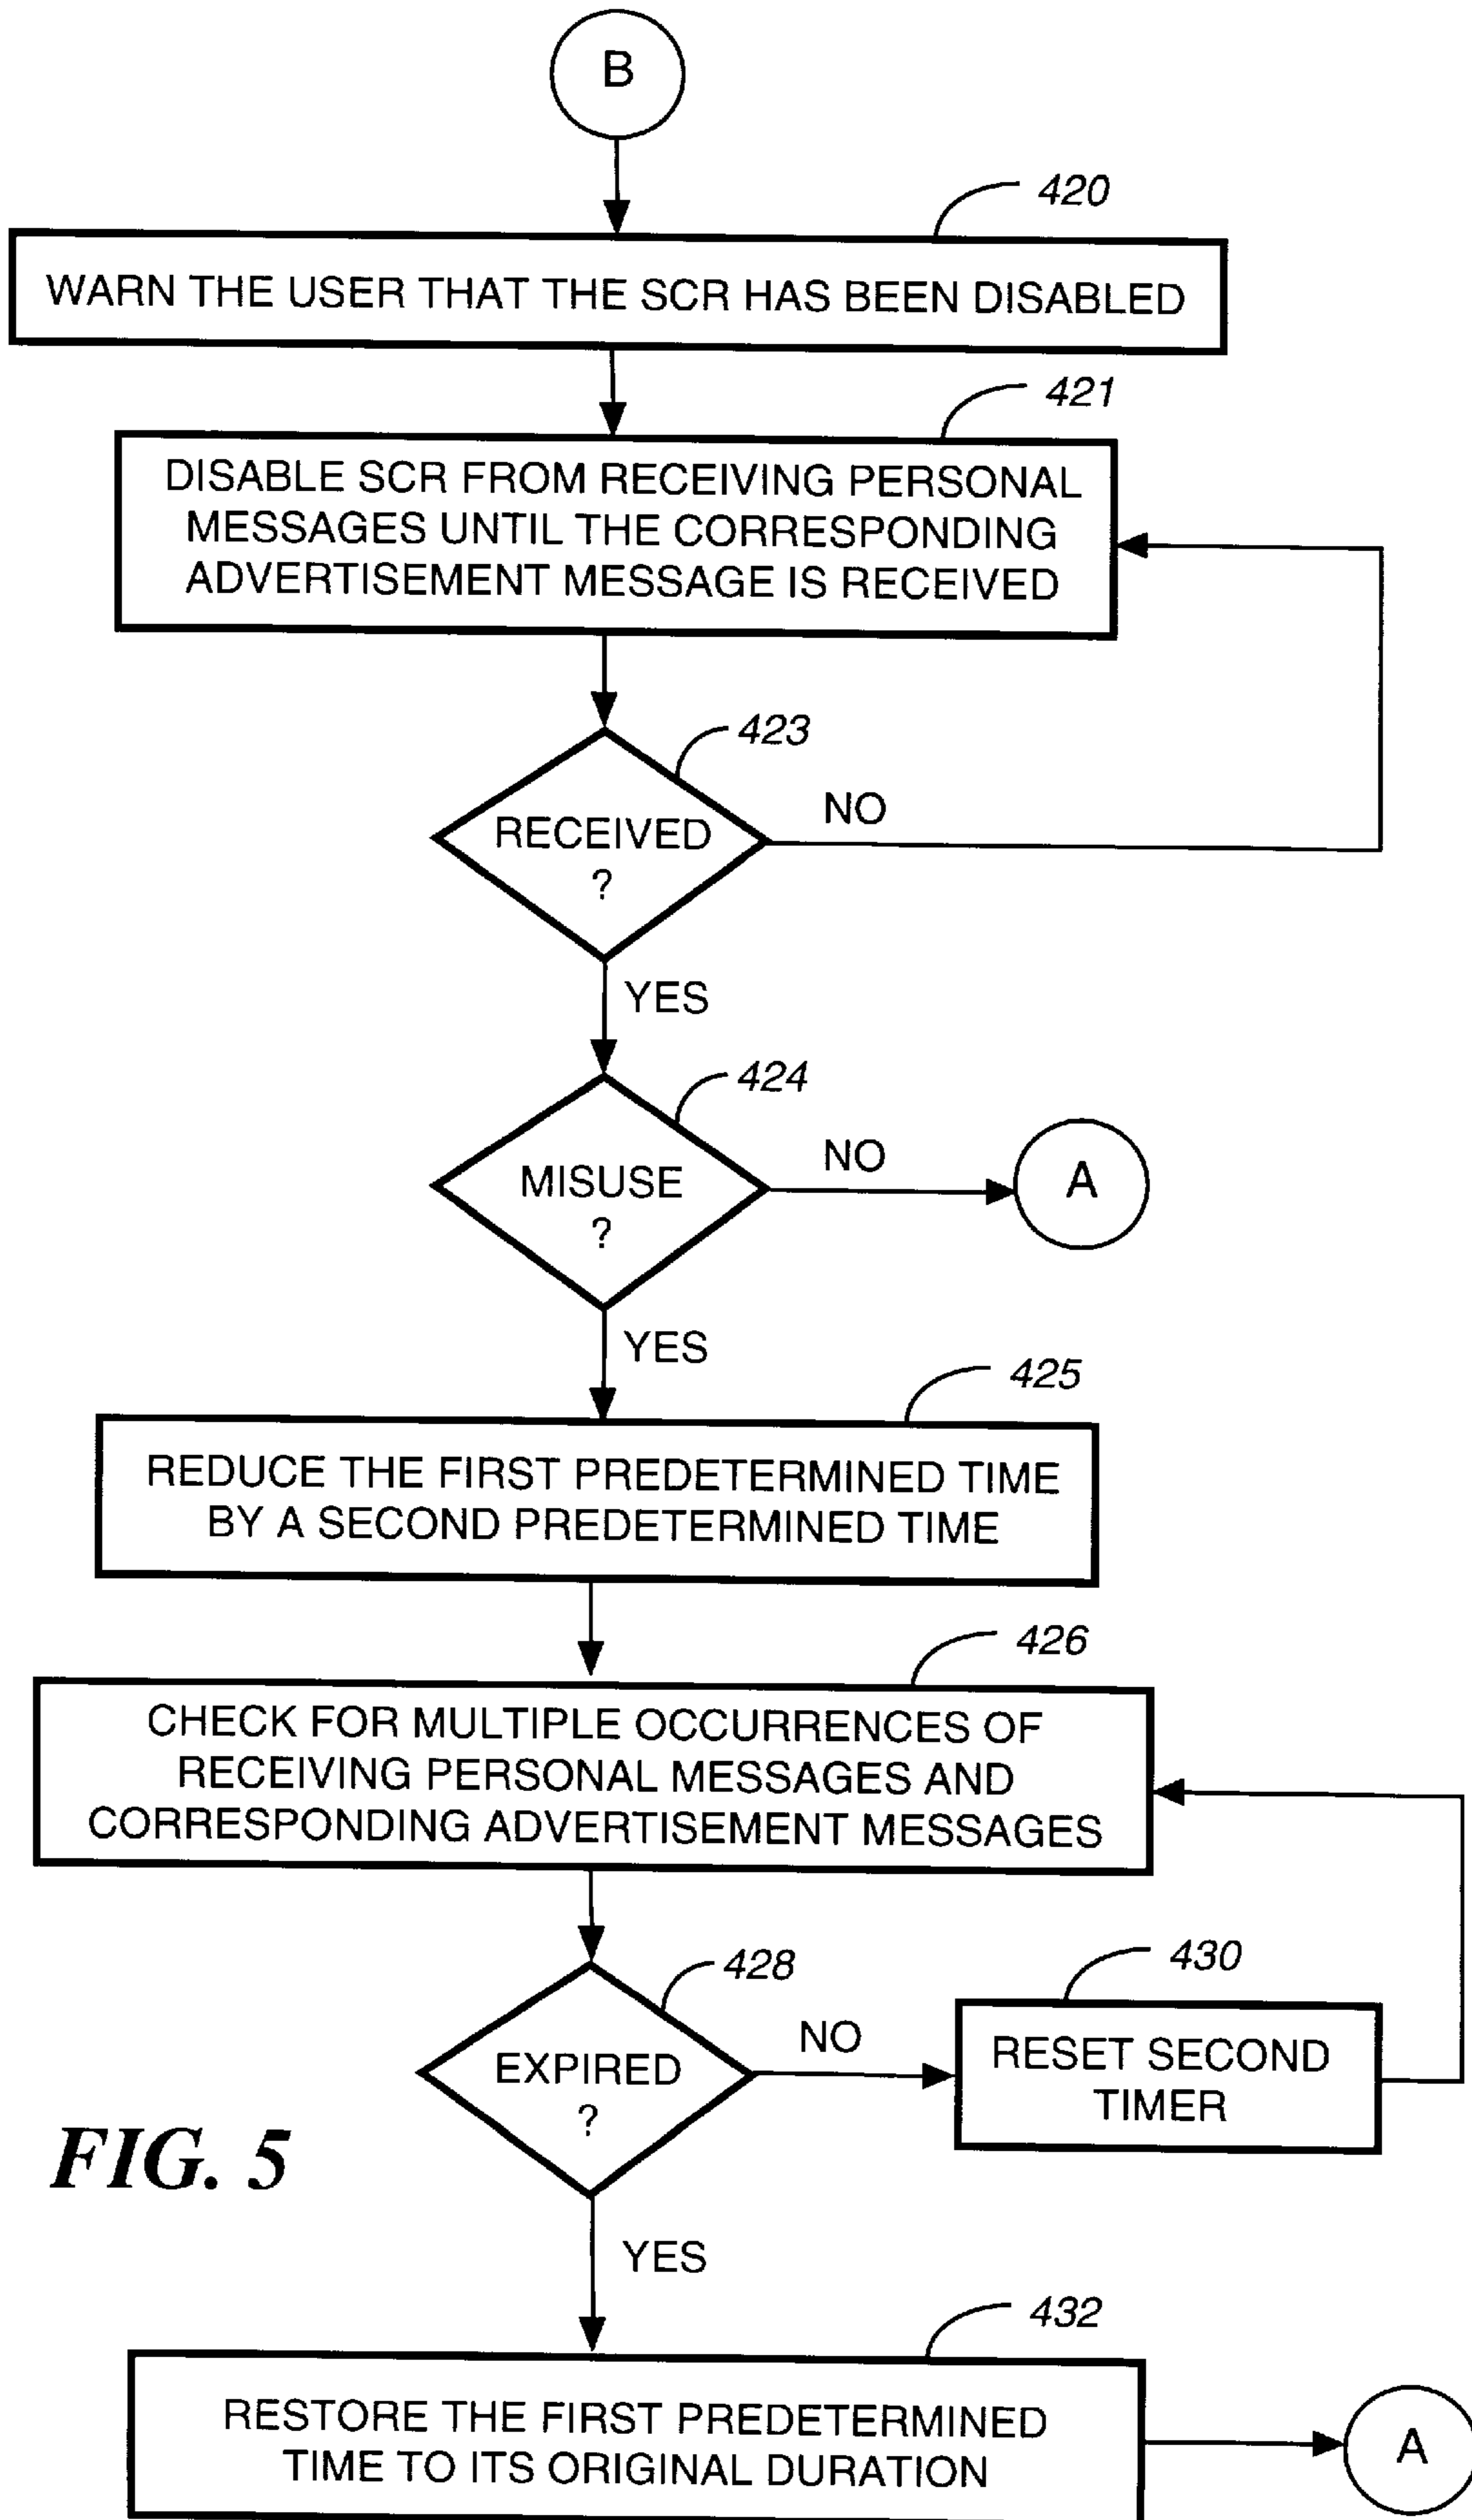 B
420
WARN THE USER THAT THE SCR HAS BEEN DISABLED
421
DISABLE SCR FROM RECEIVING PERSONAL
MESSAGES UNTIL THE CORRESPONDING
ADVERTISEMENT MESSAGE IS RECEIVED
423
RECEIVED
?
NO
YES
424
MISUSE
?
NO
A
YES
425
REDUCE THE FIRST PREDETERMINED TIME
BY A SECOND PREDETERMINED TIME
426
CHECK FOR MULTIPLE OCCURRENCES OF
RECEIVING PERSONAL MESSAGES AND
CORRESPONDING ADVERTISEMENT MESSAGES
428
EXPIRED
?
NO
430
RESET SECOND
TIMER
FIG. 5
YES
432
RESTORE THE FIRST PREDETERMINED
TIME TO ITS ORIGINAL DURATION
A